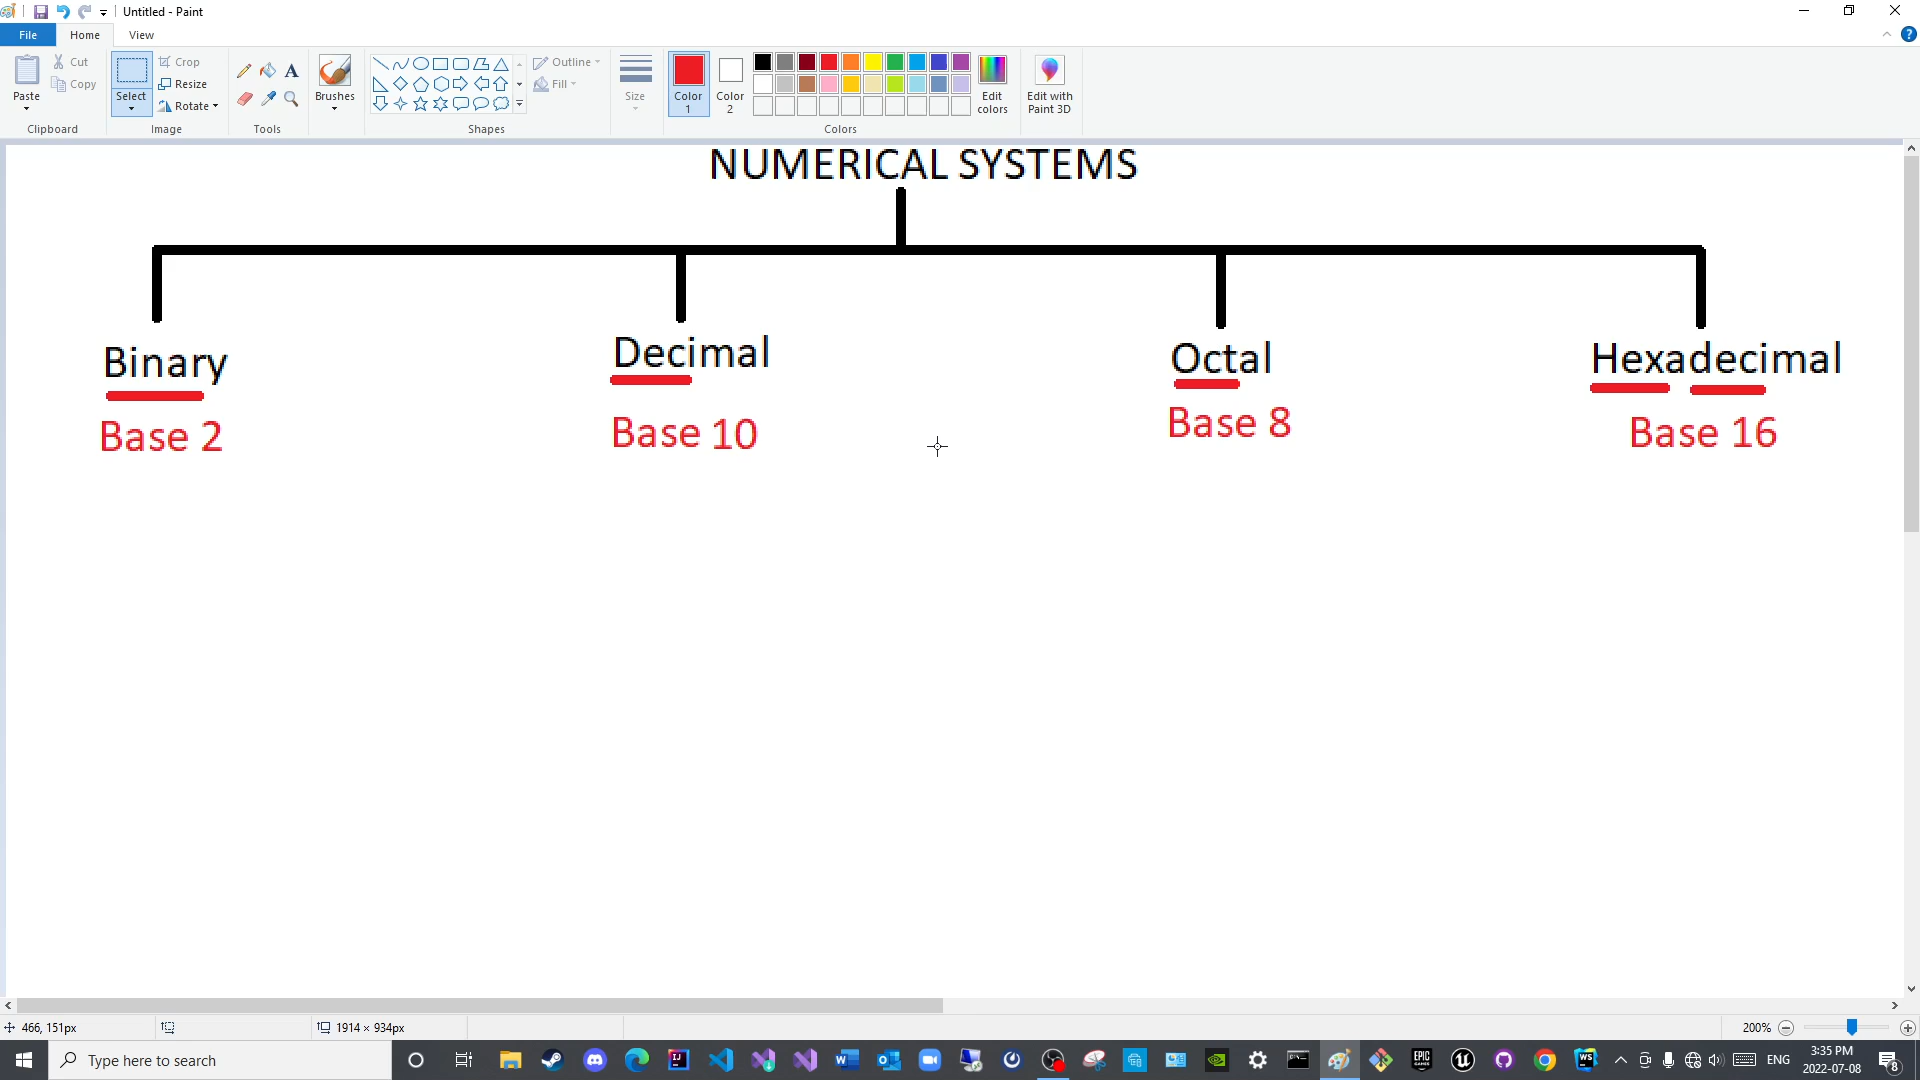 Untitled - Paint
File Home View
Paste
Cut
Copy
Clipboard
Select
Crop
Resize
Rotate
Image
Tools
Brushes
Shapes
Outline
Fill
Size
Color 1
Color 2
Colors
Edit colors
Edit with Paint 3D
NUMERICAL SYSTEMS
Binary Decimal Octal Hexadecimal
Base 2 Base 10 Base 8 Base 16
466, 151px 1914 × 934px 200%
Type here to search
ENG
3:35 PM
2022-07-08
8